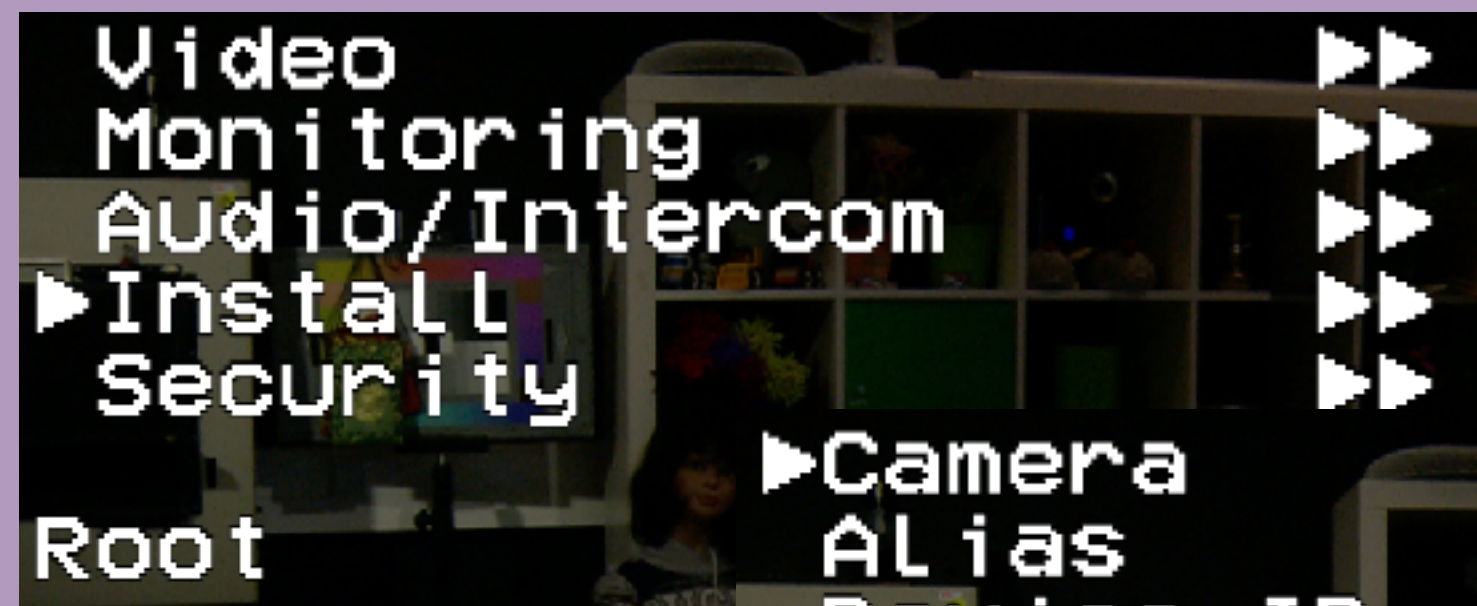 Video
Monitoring
Audio/Intercom
Install
Security
Root
Camera
Alias